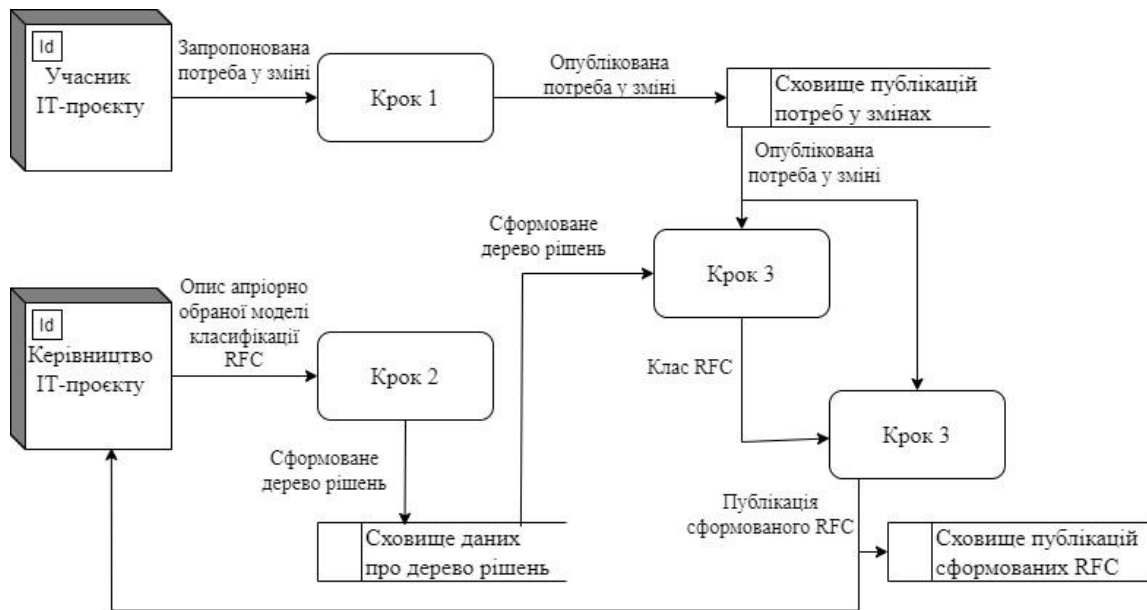 Id
Учасник
ІТ-проєкту
Запропонована
потреба у зміні
Крок 1
Опублікована
потреба у зміні
Сховище публікацій
потреб у змінах
Опублікована
потреба у зміні
Сформоване
дерево рішень
Крок 3
Id
Керівництво
ІТ-проєкту
Опис апріорно
обраної моделі
класифікації
RFC
Крок 2
Клас RFC
Крок 3
Сформоване
дерево рішень
Публікація
сформованого RFC
Сховище даних
про дерево рішень
Сховище публікацій
сформованих RFC